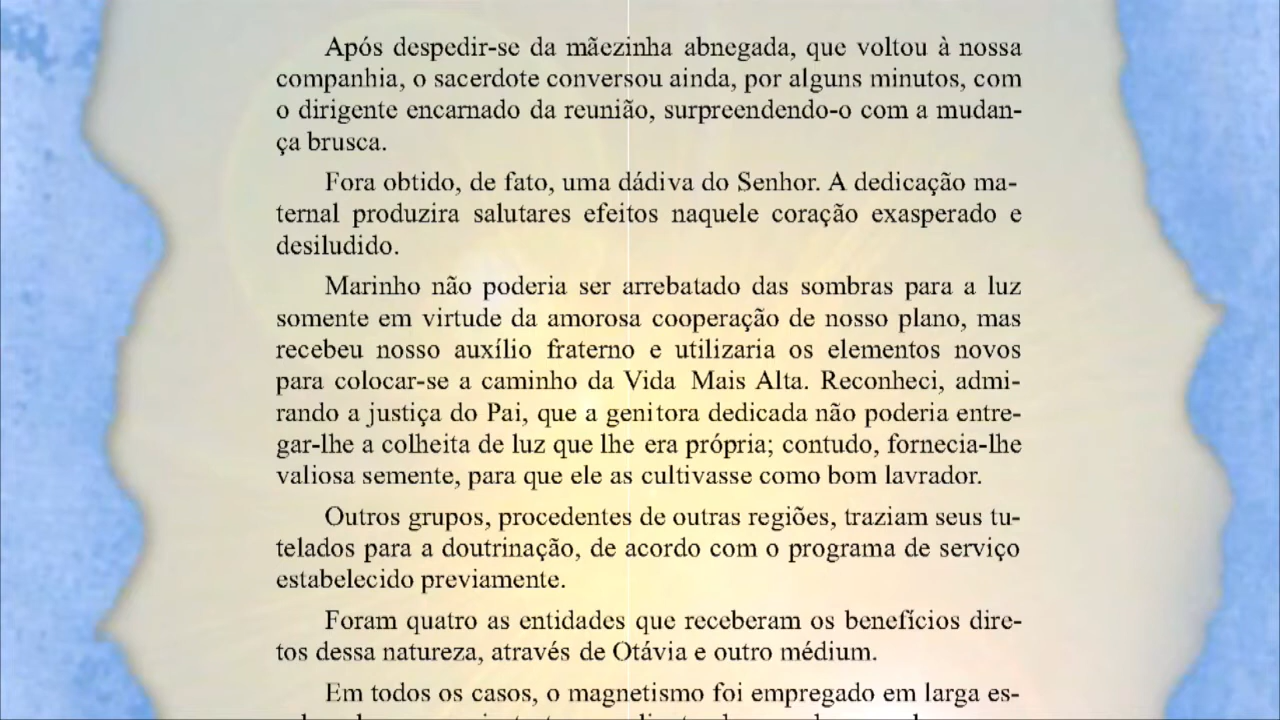 Após despedir-se da mãezinha abnegada, que voltou à nossa
companhia, o sacerdote conversou ainda, por alguns minutos, com
o dirigente encarnado da reunião, surpreendendo-o com a mudan-
ça brusca.
Fora obtido, de fato, uma dádiva do Senhor. A dedicação ma-
ternal produzira salutares efeitos naquele coração exasperado e
desiludido.
Marinho não poderia ser arrebatado das sombras para a luz
somente em virtude da amorosa cooperação de nosso plano, mas
recebeu nosso auxílio fraterno e utilizaria os elementos novos
para colocar-se a caminho da Vida Mais Alta. Reconheci, admi-
rando a justiça do Pai, que a genitora dedicada não poderia entre-
gar-lhe a colheita de luz que lhe era própria; contudo, fornecia-lhe
valiosa semente, para que ele as cultivasse como bom lavrador.
Outros grupos, procedentes de outras regiões, traziam seus tu-
telados para a doutrinação, de acordo com o programa de serviço
estabelecido previamente.
Foram quatro as entidades que receberam os benefícios dire-
tos dessa natureza, através de Otávia e outro médium.
Em todos os casos, o magnetismo foi empregado em larga es-